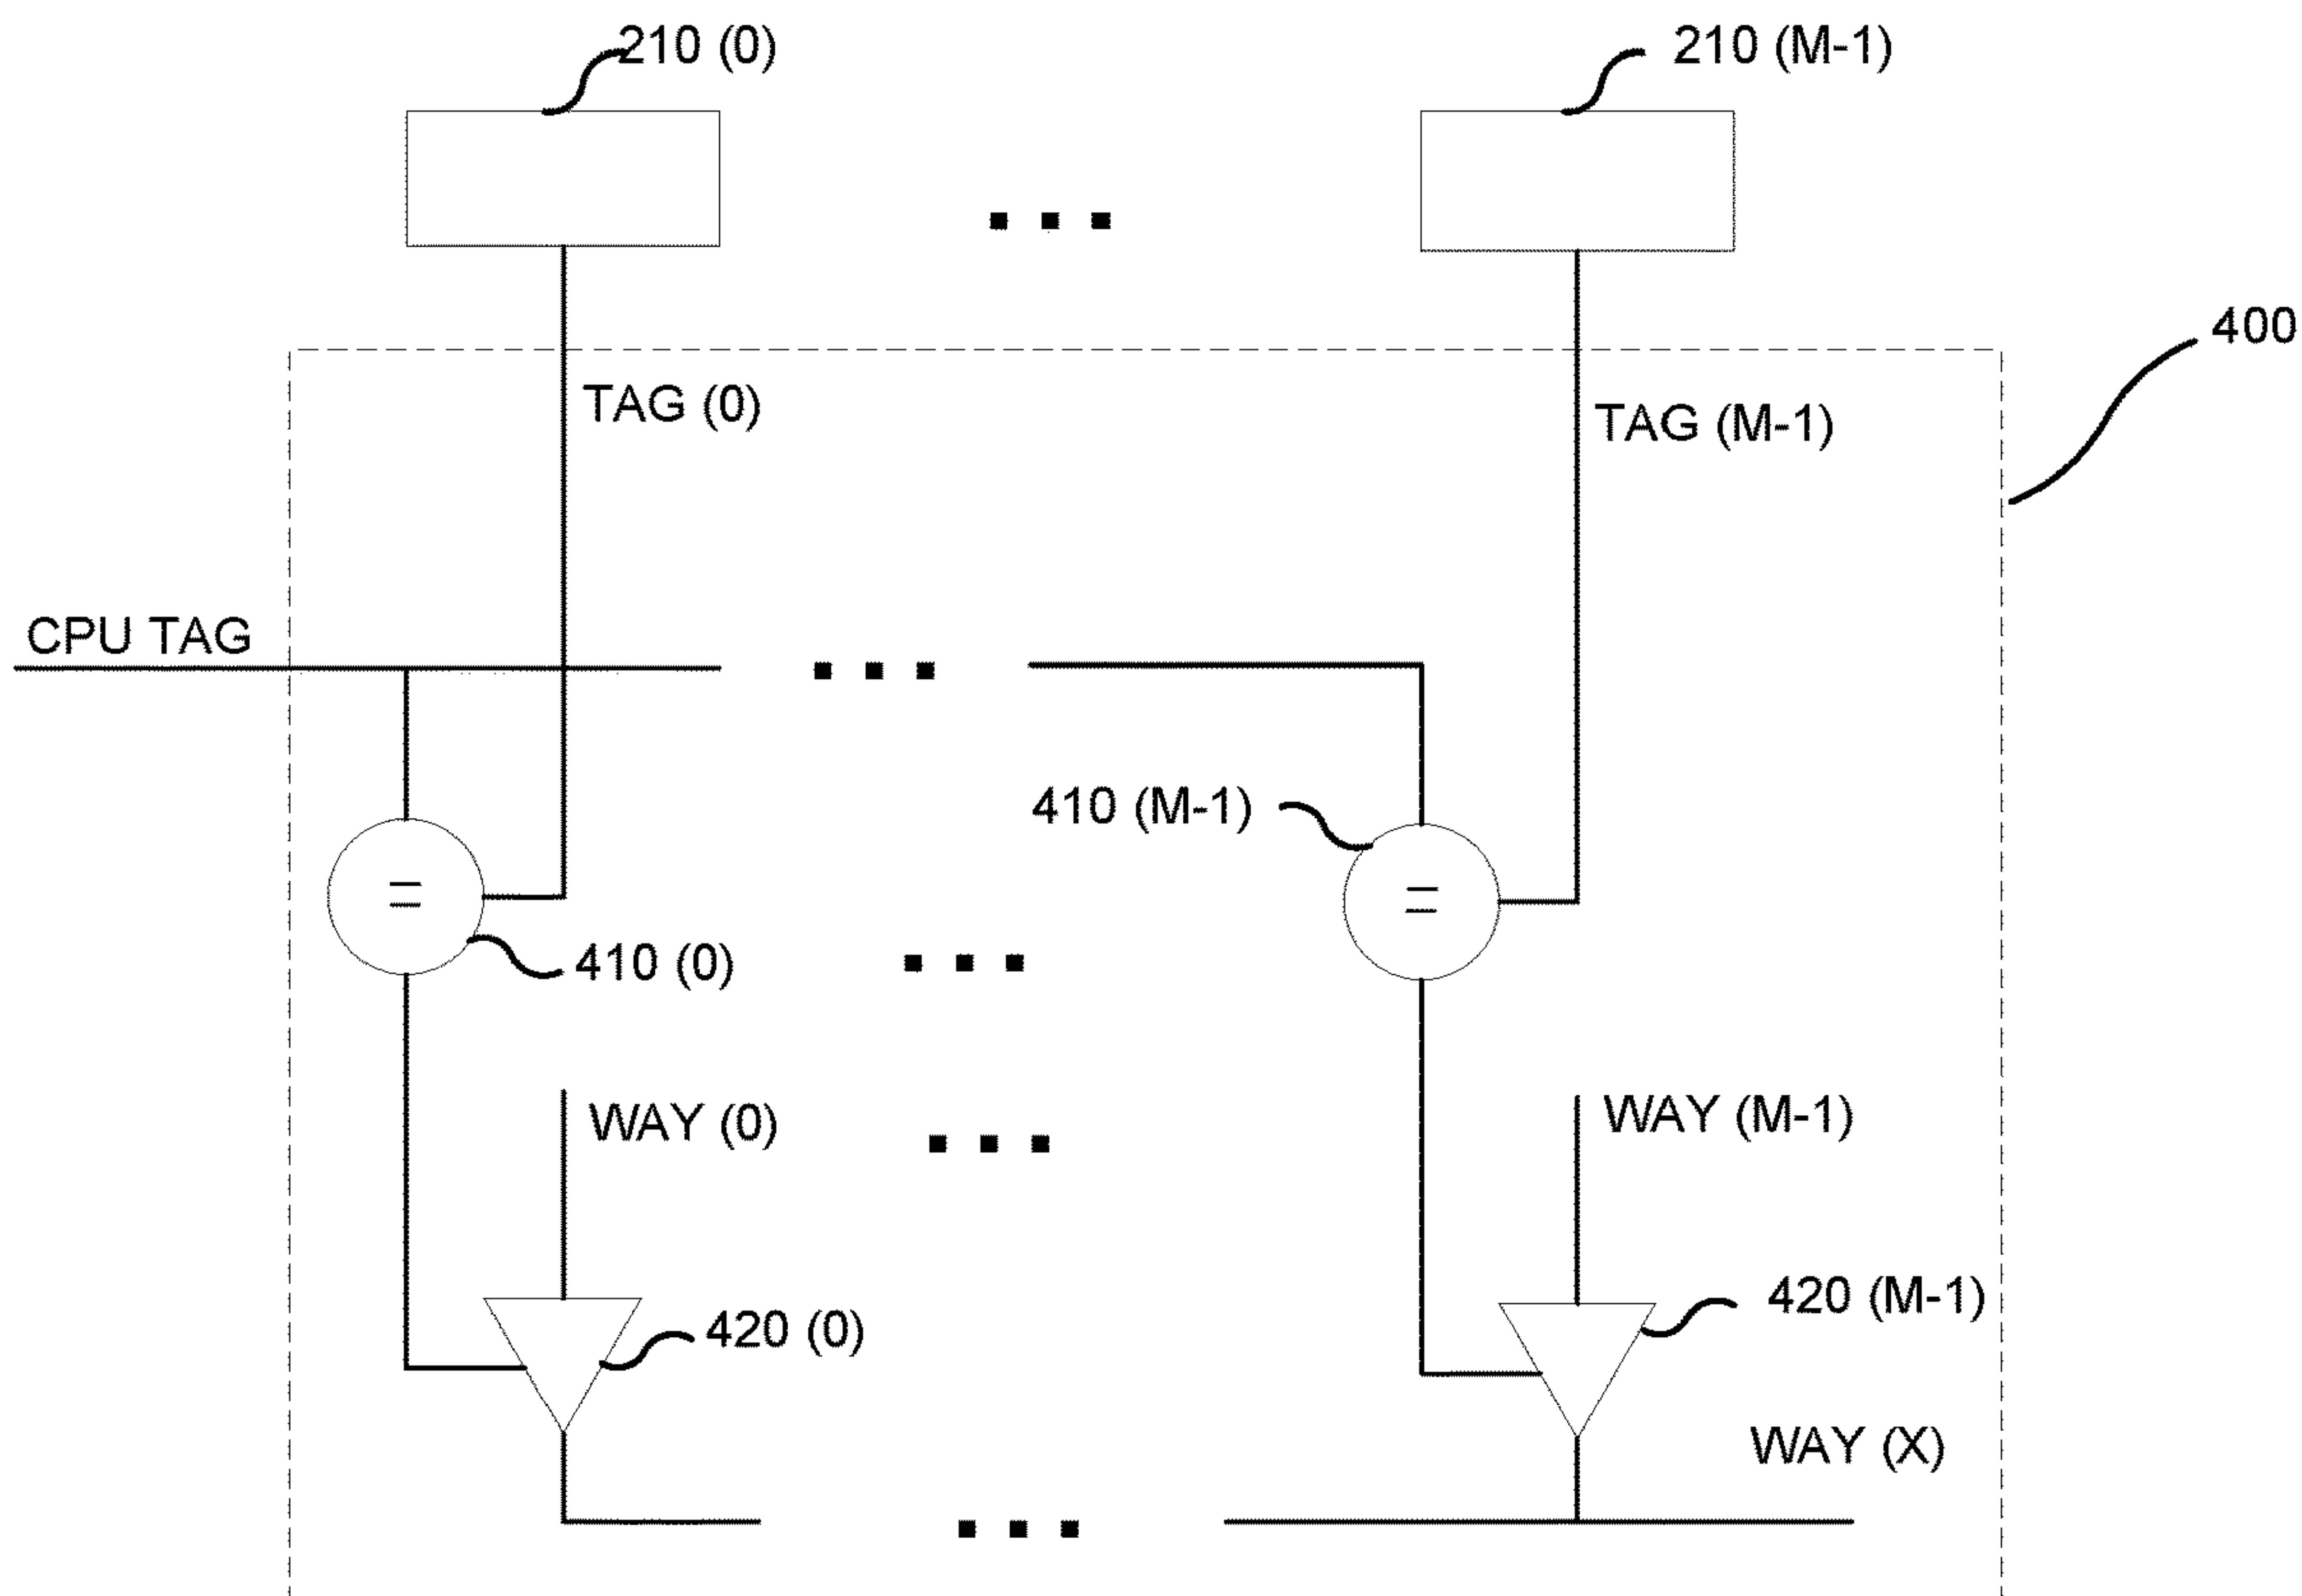 210 (0)
210 (M-1)
400
TAG (0)
TAG (M-1)
CPU TAG
410 (M-1)
=
=
410 (0)
WAY (0)
WAY (M-1)
420 (0)
420 (M-1)
WAY (X)